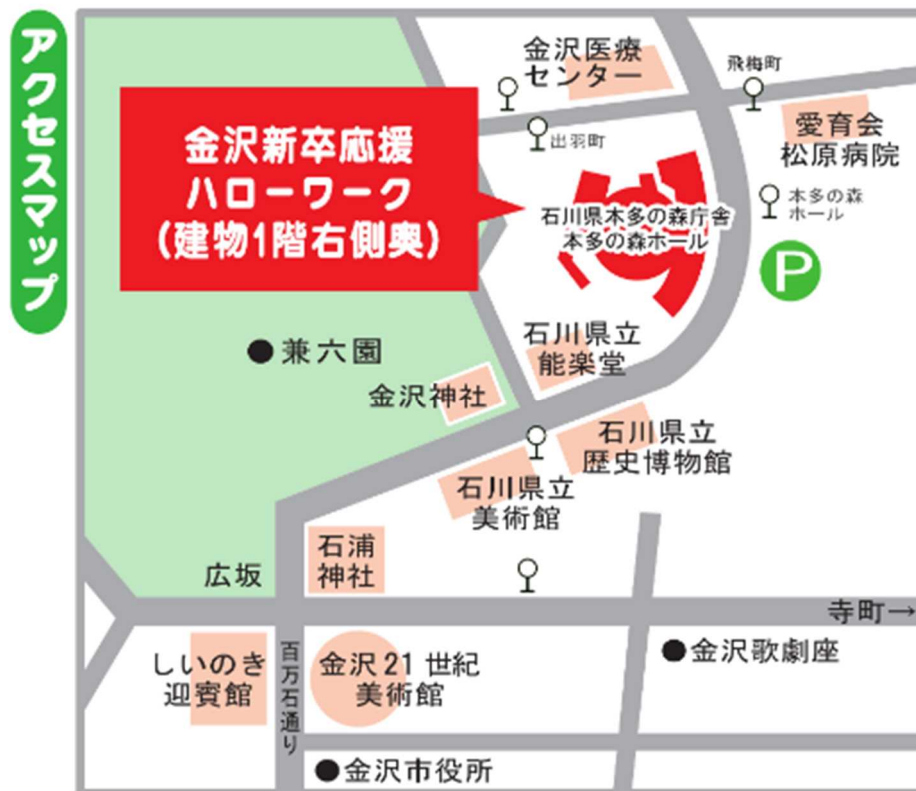 アクセスマップ
金沢医療
センター
飛梅町
出羽町
愛育会
松原病院
金沢新卒応援
ハローワーク
(建物1階右側奥)
石川県本多の森庁舎
本多の森ホール
本多の森
ホール
P
石川県立
能楽堂
●兼六園
金沢神社
石川県立
歴史博物館
石川県立
美術館
石浦
神社
広坂
寺町→
しいのき
迎賓館
百万石通り
金沢21世紀
美術館
●金沢歌劇座
●金沢市役所